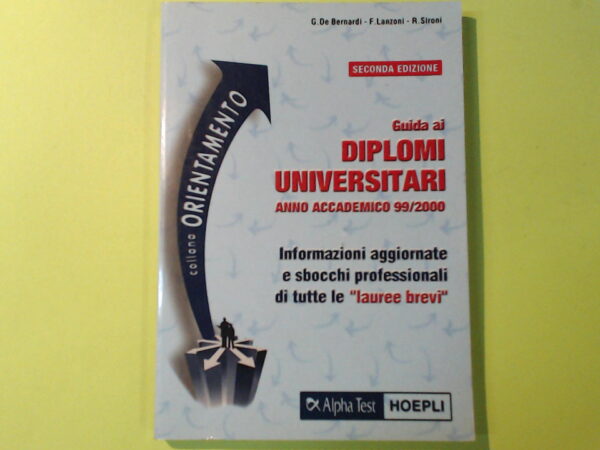 G. De Bernardi - F. Lanzoni - R. Sironi
SECONDA EDIZIONE
Guida ai
DIPLOMI
UNIVERSITARI
ANNO ACCADEMICO 99/2000
collana ORIENTAMENTO
Informazioni aggiornate
e sbocchi professionali
di tutte le "lauree brevi"
Alpha Test
HOEPLI